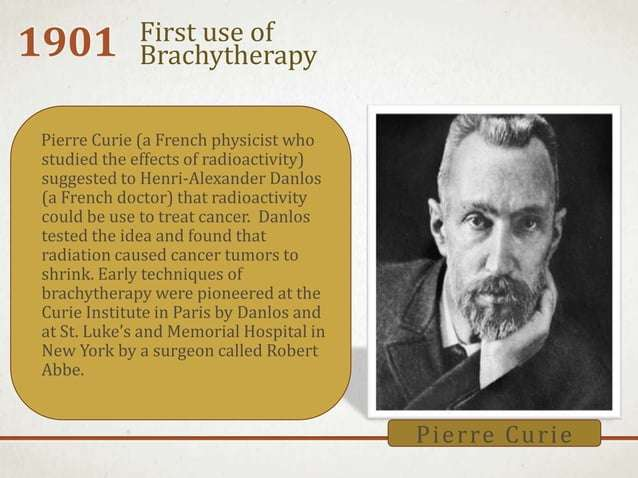 1901
First use of
Brachytherapy
Pierre Curie (a French physicist who
studied the effects of radioactivity)
suggested to Henri-Alexander Danlos
(a French doctor) that radioactivity
could be use to treat cancer.  Danlos
tested the idea and found that
radiation caused cancer tumors to
shrink. Early techniques of
brachytherapy were pioneered at the
Curie Institute in Paris by Danlos and
at St. Luke's and Memorial Hospital in
New York by a surgeon called Robert
Abbe.
Pierre Curie